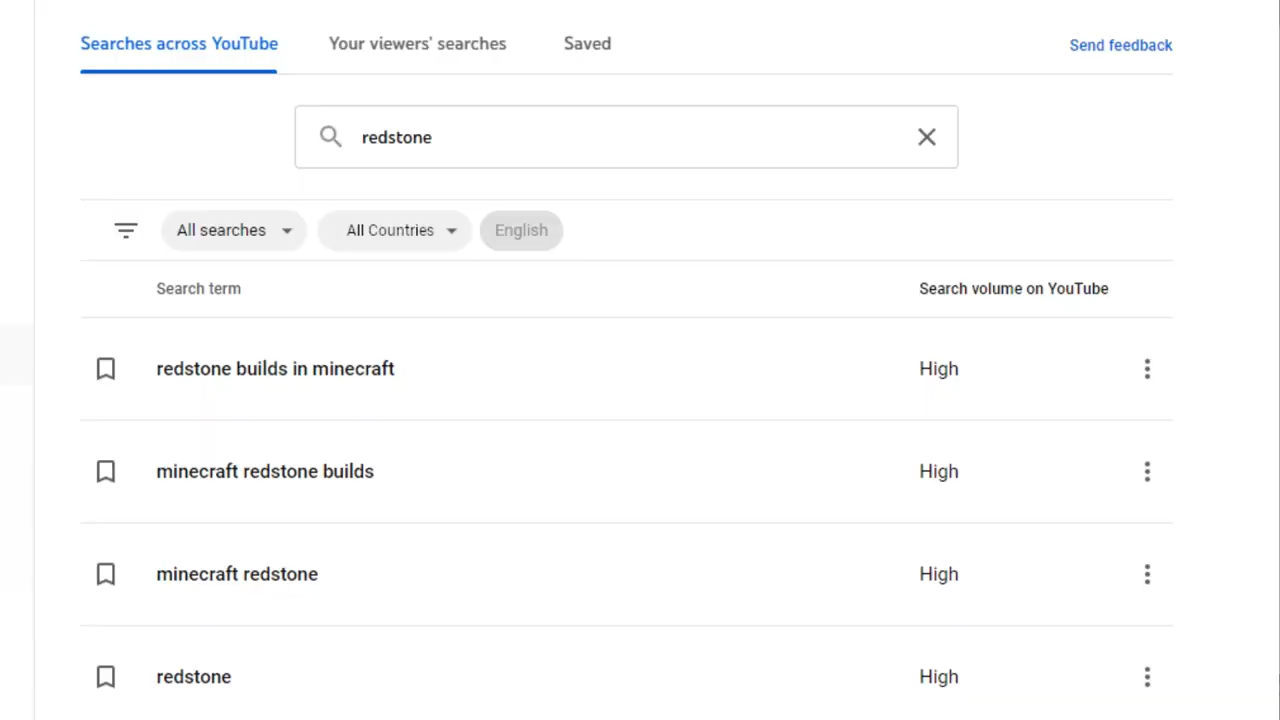 Searches across YouTube Your viewers' searches Saved Send feedback
redstone
All searches All Countries English
Search term Search volume on YouTube
redstone builds in minecraft High
minecraft redstone builds High
minecraft redstone High
redstone High